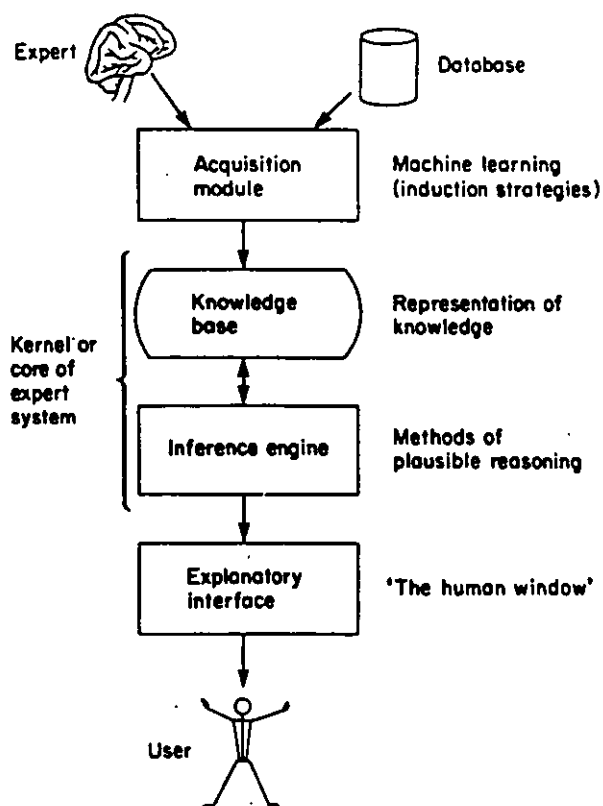 Expert
Database
Acquisition
module
Machine learning
(induction strategies)
Knowledge
base
Representation of
knowledge
Kernel or
core of
expert
system
Inference engine
Methods of
plausible reasoning
Explanatory
interface
'The human window'
User